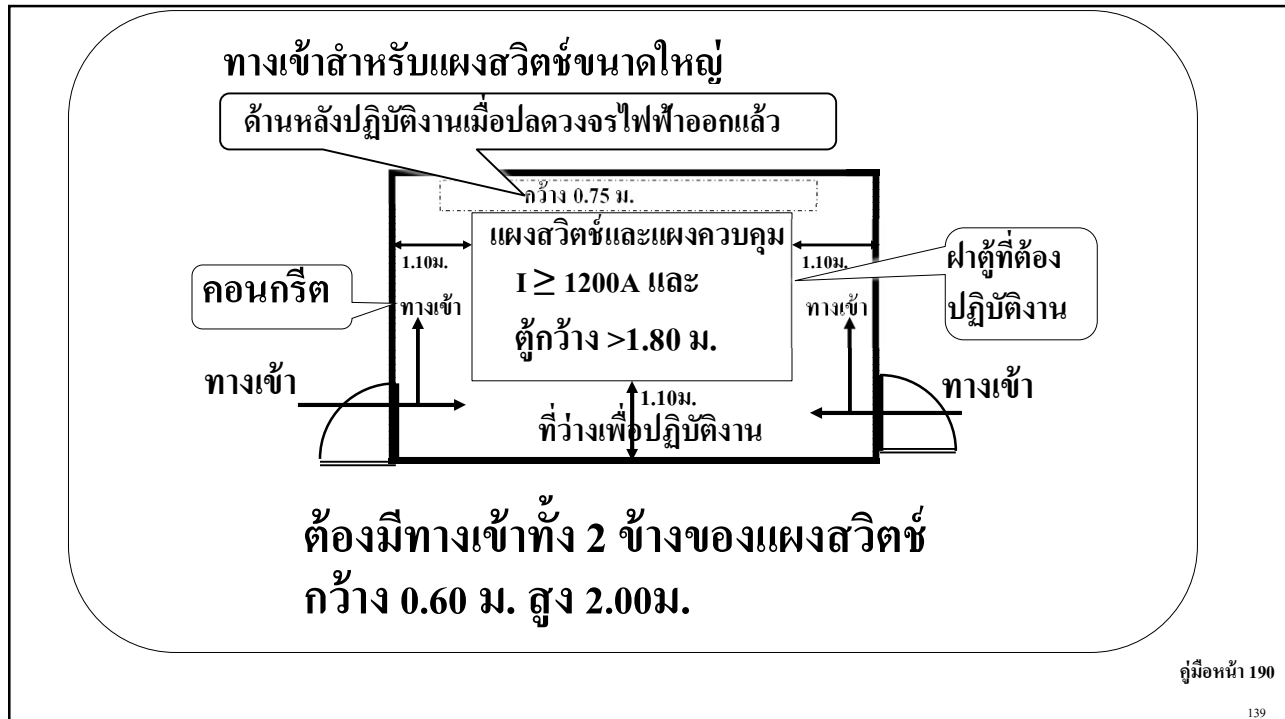 ทางเข้าสำหรับแผงสวิตช์ขนาดใหญ่
ด้านหลังปฏิบัติงานเมื่อปลดวงจรไฟฟ้าออกแล้ว
กว้าง 0.75 ม.
แผงสวิตช์และแผงควบคุม
I ≥ 1200A และ
ตู้กว้าง >1.80 ม.
1.10ม.
1.10ม.
คอนกรีต
ฝาตู้ที่ต้อง
ปฏิบัติงาน
ทางเข้า
ทางเข้า
ทางเข้า
ทางเข้า
1.10ม.
ที่ว่างเพื่อปฏิบัติงาน
ต้องมีทางเข้าทั้ง 2 ข้างของแผงสวิตช์
กว้าง 0.60 ม. สูง 2.00ม.
คู่มือหน้า 190
139